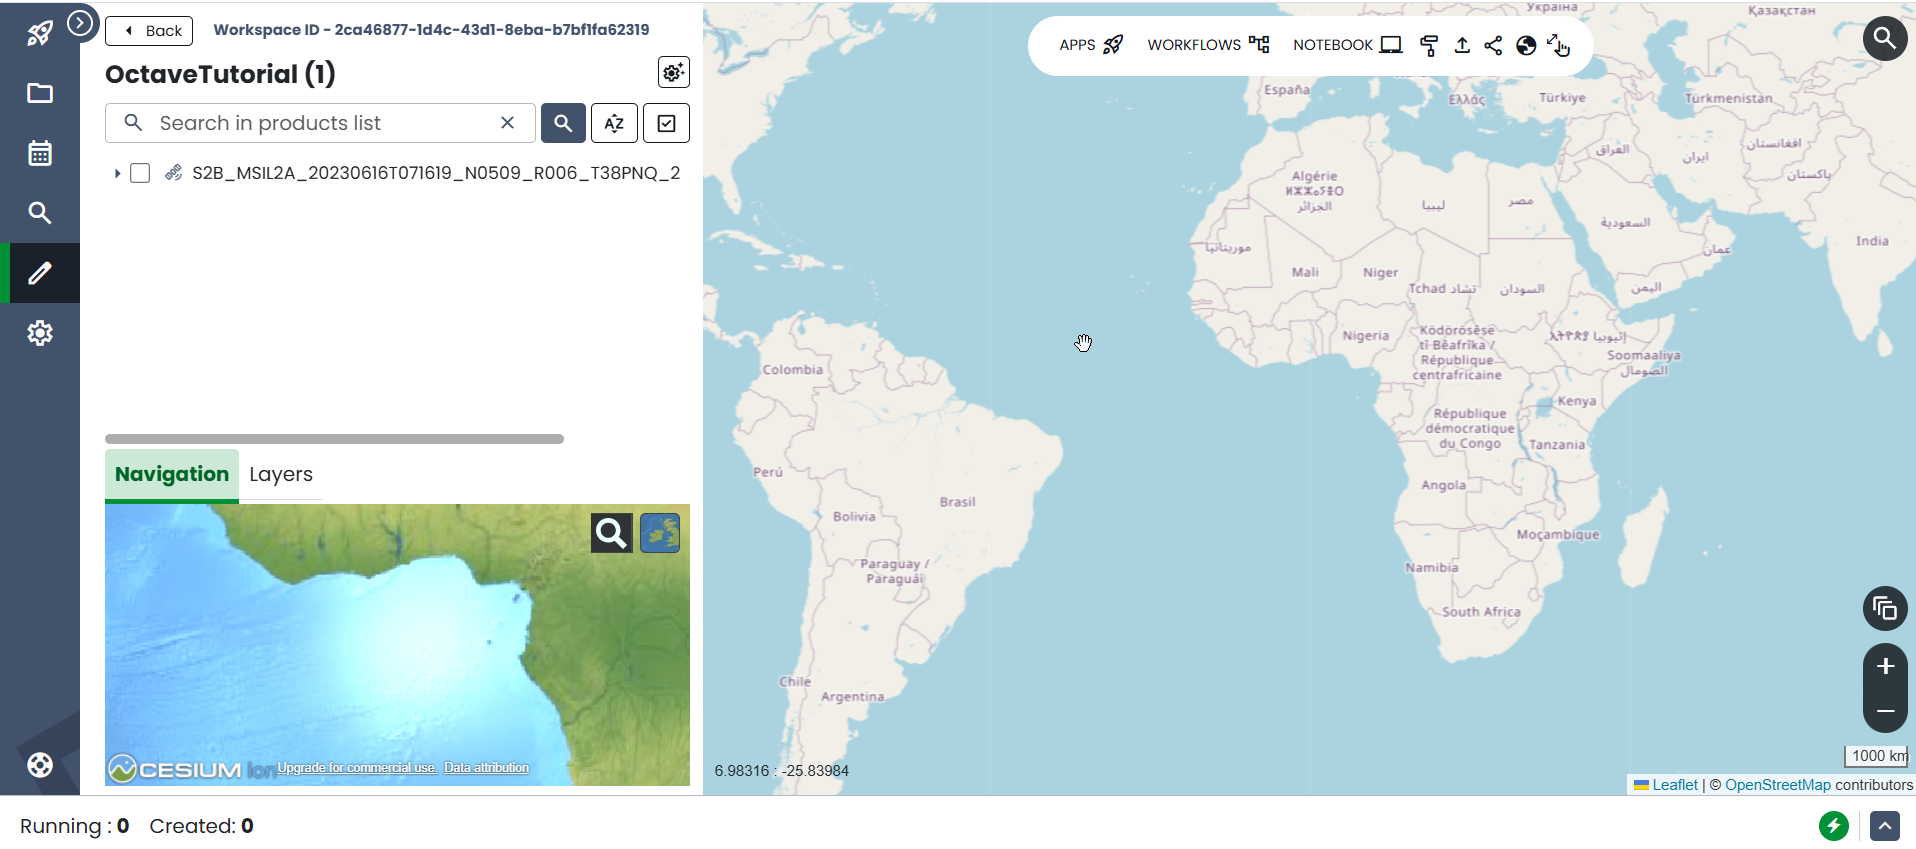 Back
Workspace ID - 2ca46877-1d4c-43d1-8eba-b7bf1fa62319
OctaveTutorial (1)
Search in products list
AZ
S2B_MSIL2A_20230616T071619_N0509_R006_T38PNQ_2
Navigation
Layers
CESIUM ion
Upgrade for commercial use.
Data attribution
APPS
WORKFLOWS
NOTEBOOK
Україна
Қазақстан
España
Ελλάς
Türkiye
Türkmenistan
العراق
ایران
افغانستان
پاکستان
Algérie
ⵍⵣⵣⴰⵢⴻⵔ
الجزائر
ليبيا
مصر
السعودية
عمان
India
موريتانيا
Mali
Niger
Tchad تشاد
السودان
اليمن
Nigeria
Ködörösêse
tî Bêafrîka /
République
centrafricaine
إثيوبيا
Soomaaliya
الصومال
Kenya
République
démocratique
du Congo
Tanzania
Colombia
Perú
Brasil
Bolivia
Angola
Moçambique
Paraguay /
Paraguái
Namibia
South Africa
Chile
Argentina
6.98316 : -25.83984
1000 km
Leaflet | © OpenStreetMap contributors
Running : 0
Created: 0